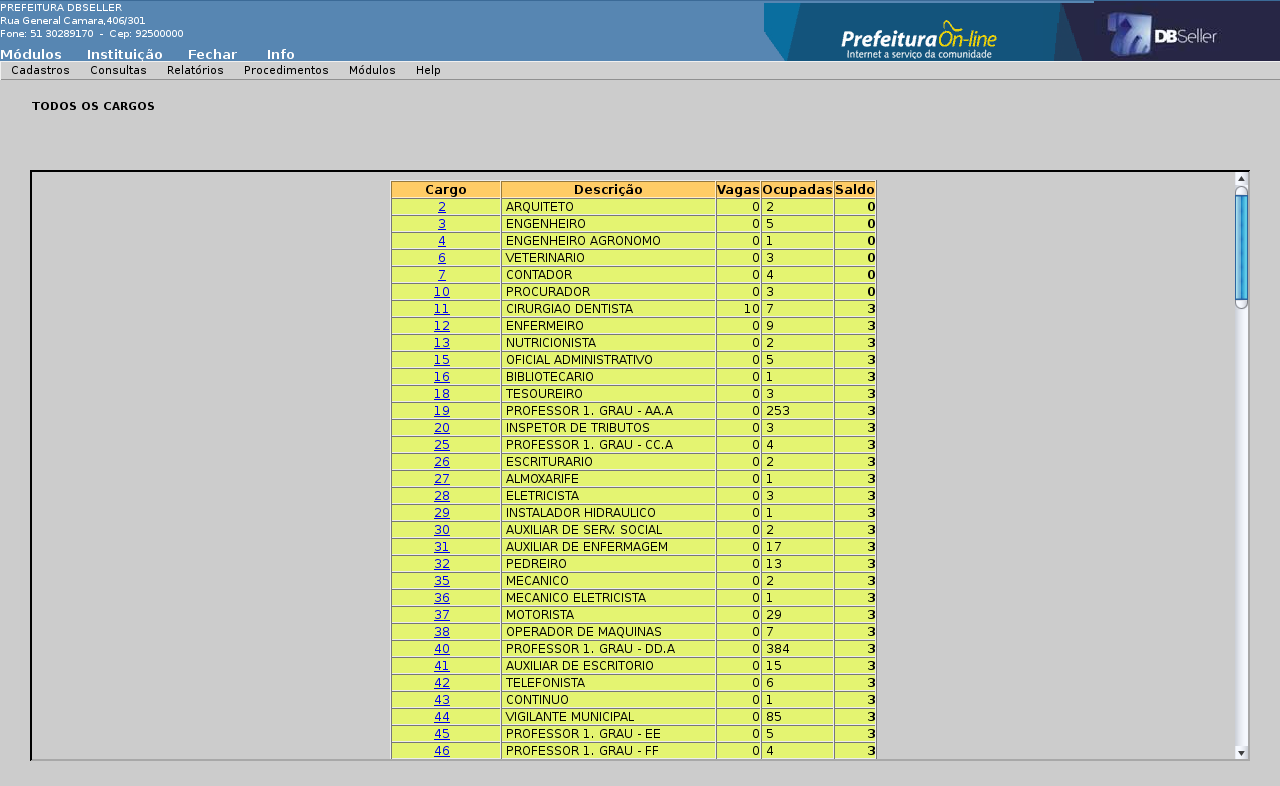 PREFEITURA DBSELLER
Rua General Camara,406/301
Fone: 51 30289170 - Cep: 92500000
Prefeitura On-line
Internet a serviço da comunidade
DBSeller
Módulos Instituição Fechar Info
Cadastros Consultas Relatórios Procedimentos Módulos Help
TODOS OS CARGOS
Cargo Descrição Vagas Ocupadas Saldo
2 ARQUITETO 0 2 0
3 ENGENHEIRO 0 5 0
4 ENGENHEIRO AGRONOMO 0 1 0
6 VETERINARIO 0 3 0
7 CONTADOR 0 4 0
10 PROCURADOR 0 3 0
11 CIRURGIAO DENTISTA 10 7 3
12 ENFERMEIRO 0 9 3
13 NUTRICIONISTA 0 2 3
15 OFICIAL ADMINISTRATIVO 0 5 3
16 BIBLIOTECARIO 0 1 3
18 TESOUREIRO 0 3 3
19 PROFESSOR 1. GRAU - AA.A 0 253 3
20 INSPETOR DE TRIBUTOS 0 3 3
25 PROFESSOR 1. GRAU - CC.A 0 4 3
26 ESCRITURARIO 0 2 3
27 ALMOXARIFE 0 1 3
28 ELETRICISTA 0 3 3
29 INSTALADOR HIDRAULICO 0 1 3
30 AUXILIAR DE SERV. SOCIAL 0 2 3
31 AUXILIAR DE ENFERMAGEM 0 17 3
32 PEDREIRO 0 13 3
35 MECANICO 0 2 3
36 MECANICO ELETRICISTA 0 1 3
37 MOTORISTA 0 29 3
38 OPERADOR DE MAQUINAS 0 7 3
40 PROFESSOR 1. GRAU - DD.A 0 384 3
41 AUXILIAR DE ESCRITORIO 0 15 3
42 TELEFONISTA 0 6 3
43 CONTINUO 0 1 3
44 VIGILANTE MUNICIPAL 0 85 3
45 PROFESSOR 1. GRAU - EE 0 5 3
46 PROFESSOR 1. GRAU - FF 0 4 3